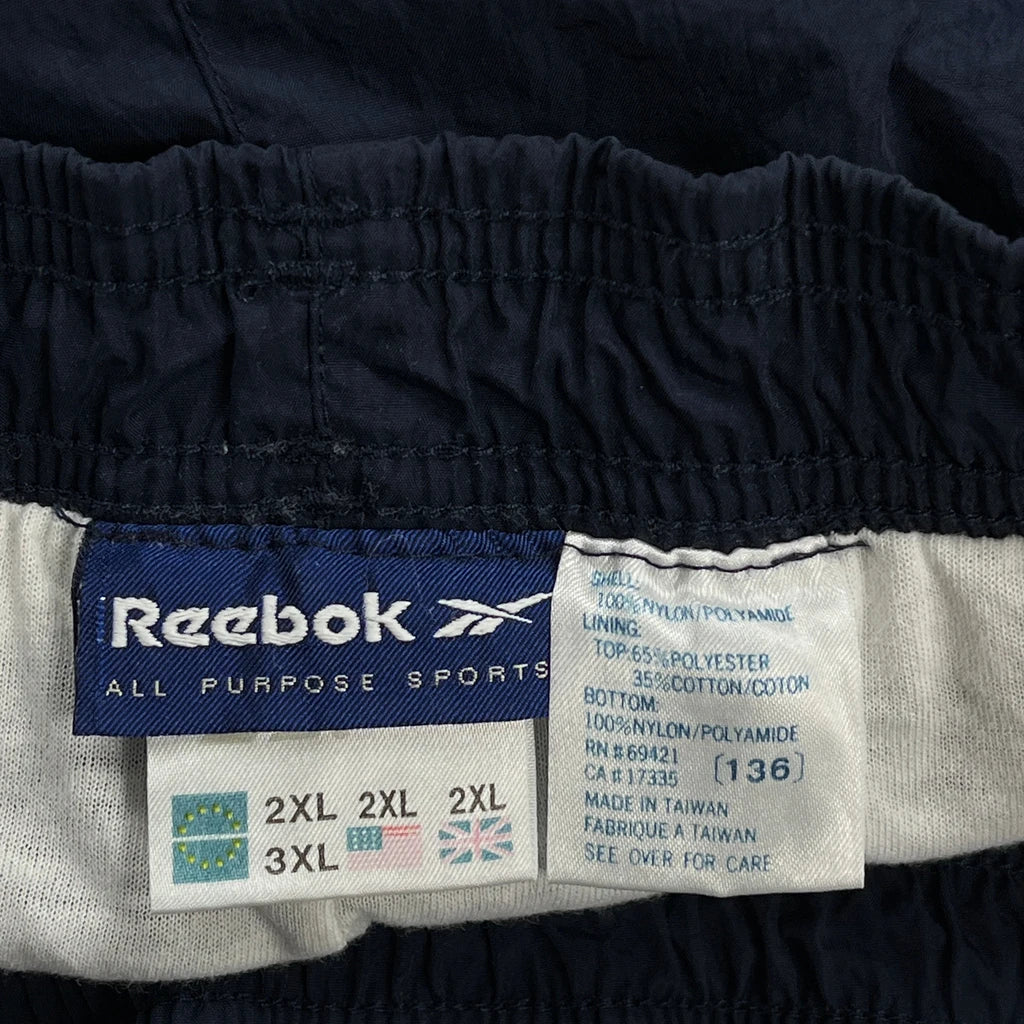 Reebok
ALL PURPOSE SPORTS
2XL 2XL 2XL
3XL
SHELL:
100% NYLON/POLYAMIDE
LINING:
TOP:65%POLYESTER
35%COTTON/COTON
BOTTOM:
100%NYLON/POLYAMIDE
RN#69421
CA#17335 [136]
MADE IN TAIWAN
FABRIQUE A TAIWAN
SEE OVER FOR CARE